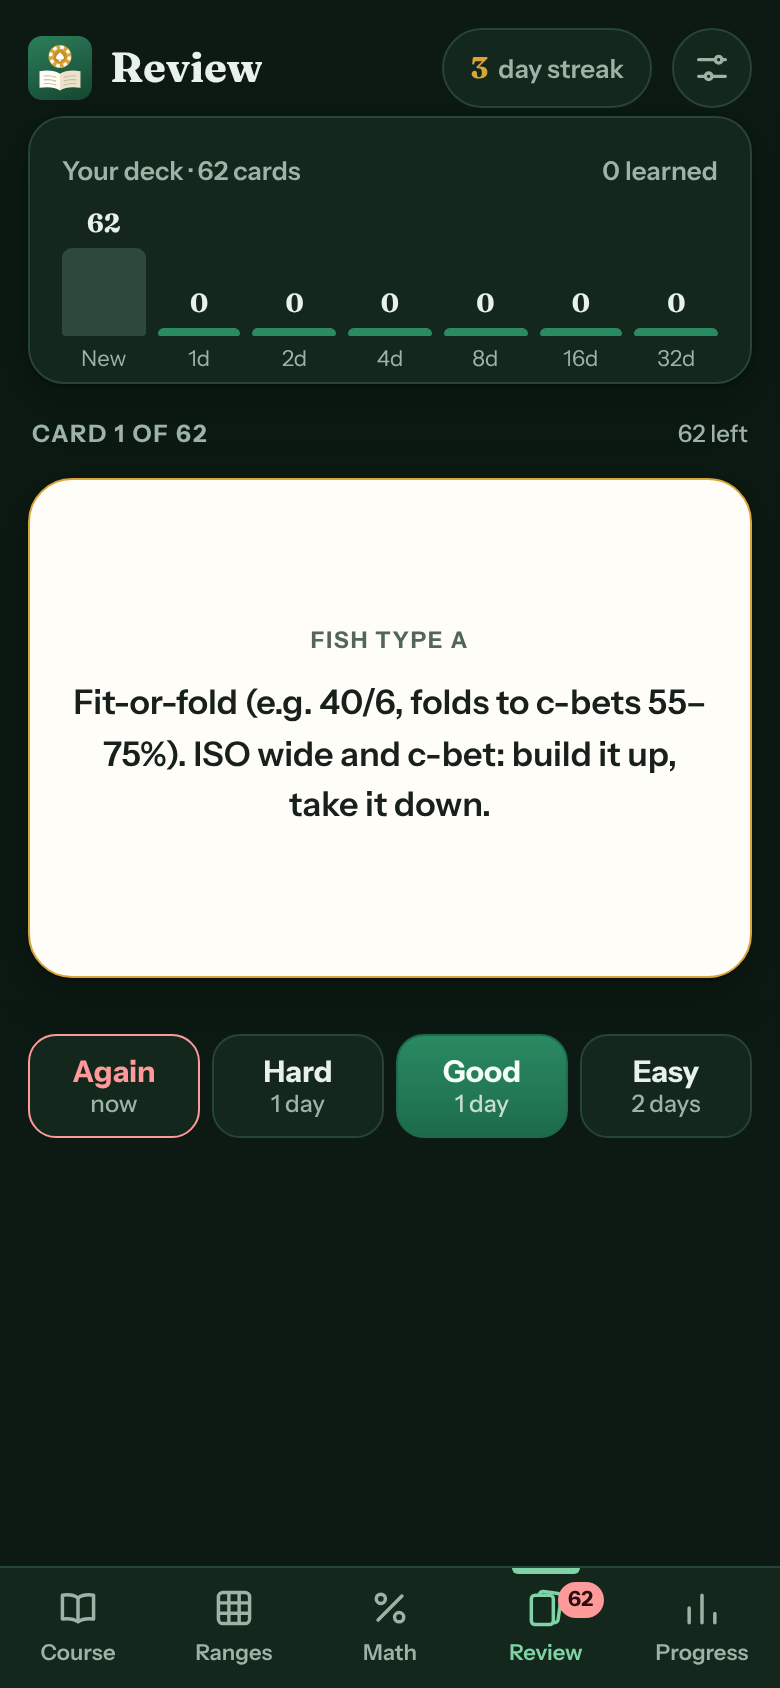 Review
3 day streak
Your deck · 62 cards
0 learned
62
0
0
0
0
0
0
New
1d
2d
4d
8d
16d
32d
CARD 1 OF 62
62 left
FISH TYPE A
Fit-or-fold (e.g. 40/6, folds to c-bets 55–
75%). ISO wide and c-bet: build it up,
take it down.
Again
now
Hard
1 day
Good
1 day
Easy
2 days
62
Course
Ranges
Math
Review
Progress